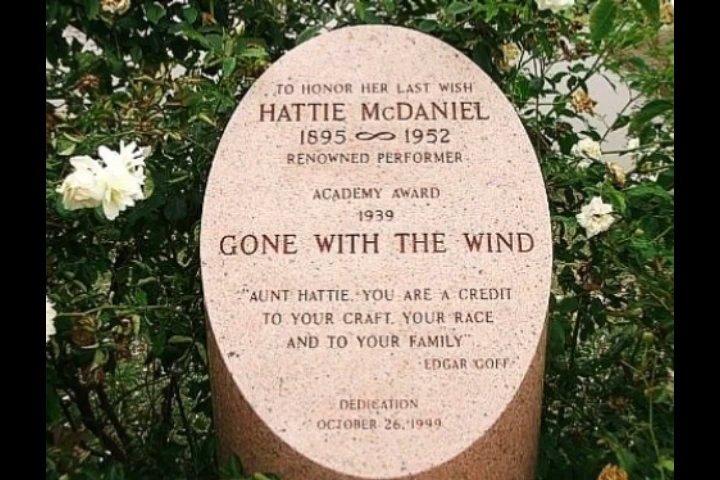 TO HONOR HER LAST WISH
HATTIE McDANIEL
1895 ∞ 1952
RENOWNED PERFORMER
ACADEMY AWARD
1939
GONE WITH THE WIND
"AUNT HATTIE, YOU ARE A CREDIT
TO YOUR CRAFT, YOUR RACE
AND TO YOUR FAMILY"
EDGAR GOFF
DEDICATION
OCTOBER 26, 1999